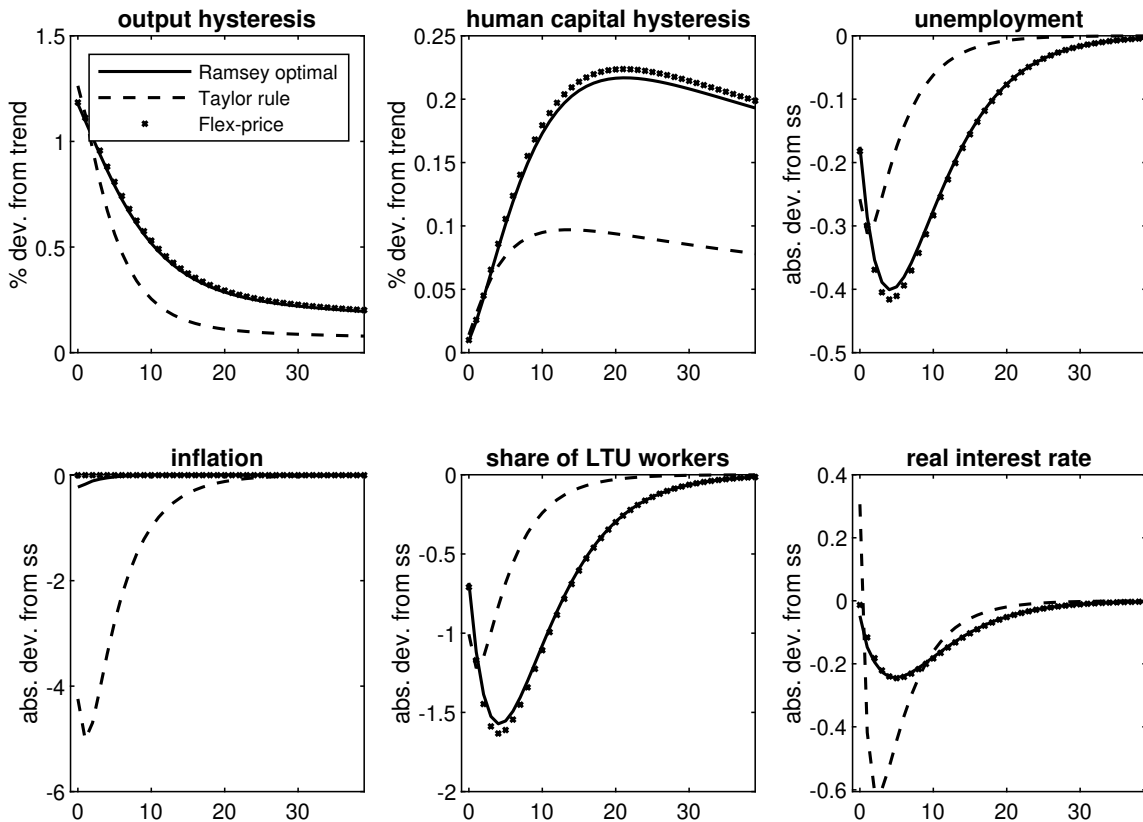 output hysteresis
% dev. from trend
1.5
1
0.5
0
0 10 20 30
Ramsey optimal
Taylor rule
Flex-price
human capital hysteresis
% dev. from trend
0.25
0.2
0.15
0.1
0.05
0
0 10 20 30
unemployment
abs. dev. from ss
0
-0.1
-0.2
-0.3
-0.4
-0.5
0 10 20 30
inflation
abs. dev. from ss
0
-2
-4
-6
0 10 20 30
share of LTU workers
abs. dev. from ss
0
-0.5
-1
-1.5
-2
0 10 20 30
real interest rate
abs. dev. from ss
0.4
0.2
0
-0.2
-0.4
-0.6
0 10 20 30